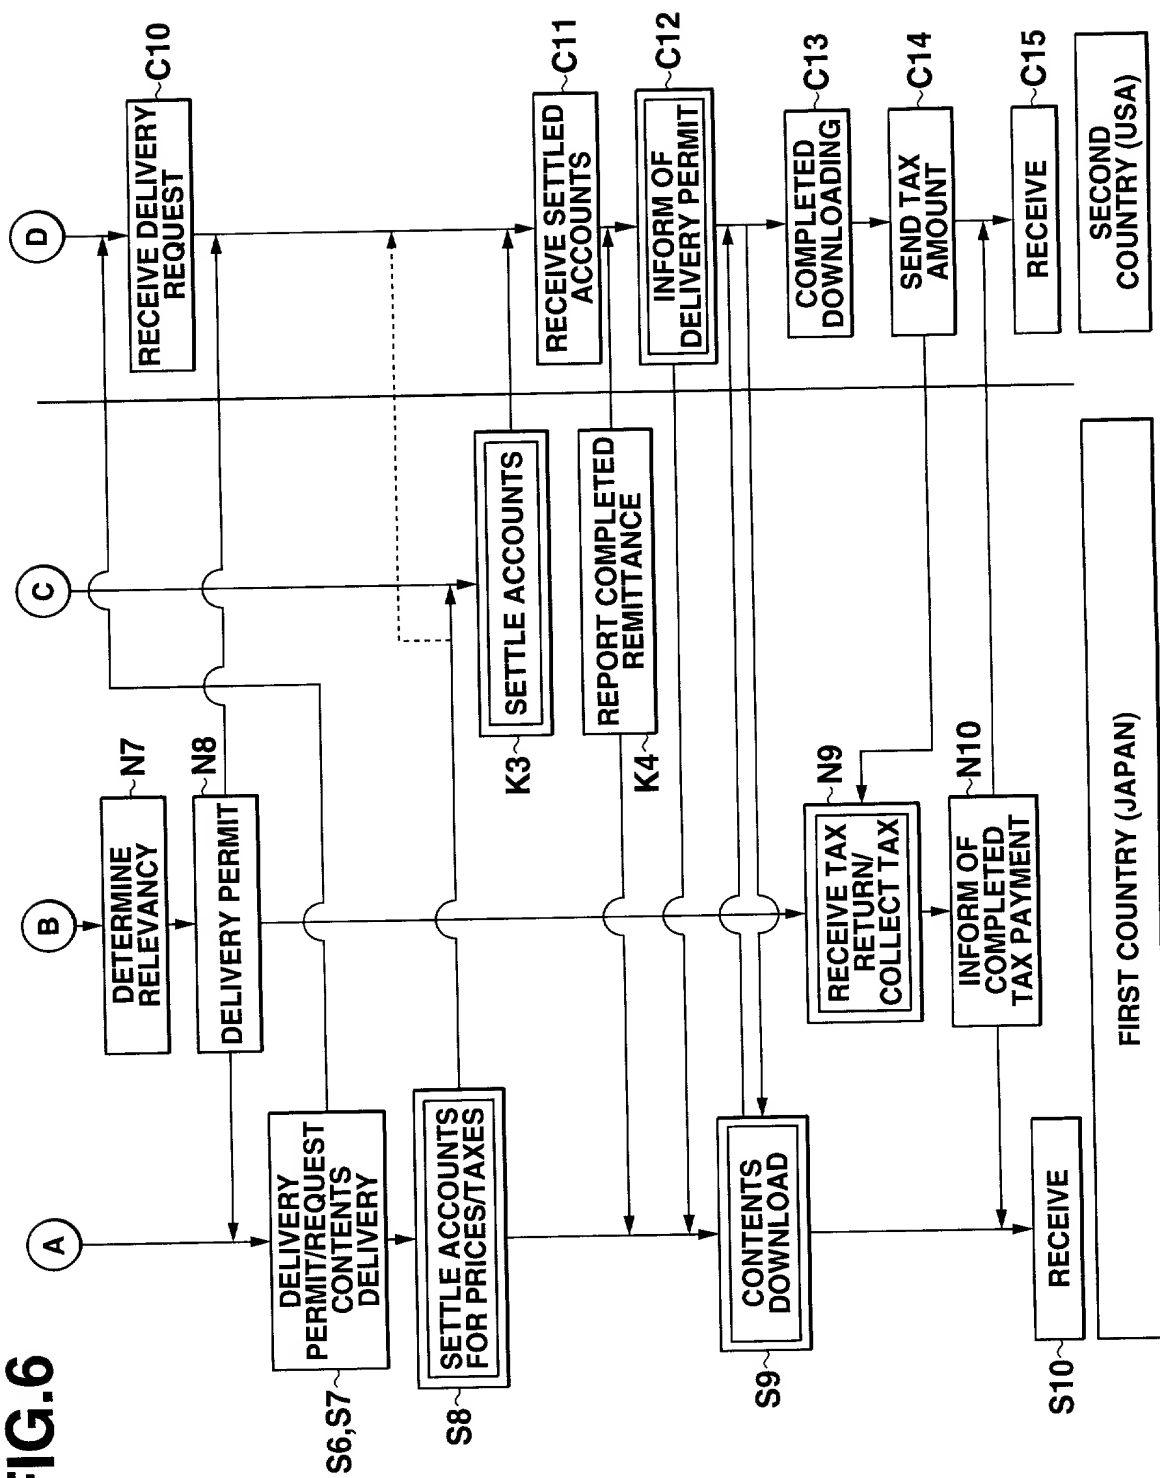 FIG.6
A
B
C
D
DETERMINE
RELEVANCY
N7
DELIVERY PERMIT
N8
RECEIVE DELIVERY
REQUEST
C10
DELIVERY
PERMIT/REQUEST
CONTENTS
DELIVERY
S6,S7
SETTLE ACCOUNTS
FOR PRICES/TAXES
S8
SETTLE ACCOUNTS
K3
RECEIVE SETTLED
ACCOUNTS
C11
REPORT COMPLETED
REMITTANCE
K4
INFORM OF
DELIVERY PERMIT
C12
CONTENTS
DOWNLOAD
S9
COMPLETED
DOWNLOADING
C13
RECEIVE TAX
RETURN/
COLLECT TAX
N9
SEND TAX
AMOUNT
C14
INFORM OF
COMPLETED
TAX PAYMENT
N10
RECEIVE
S10
RECEIVE
C15
FIRST COUNTRY (JAPAN)
SECOND
COUNTRY (USA)